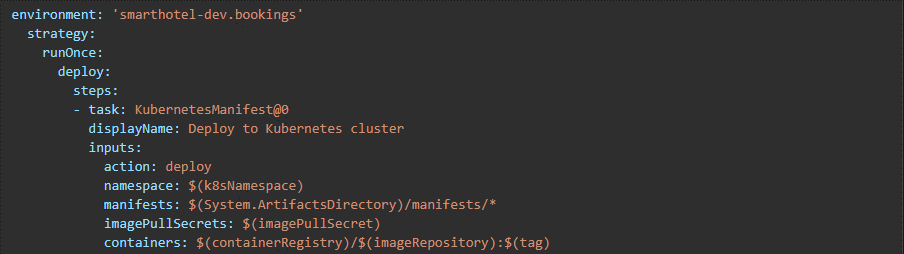 environment: 'smarthotel-dev.bookings'
strategy:
runOnce:
deploy:
steps:
- task: KubernetesManifest@0
displayName: Deploy to Kubernetes cluster
inputs:
action: deploy
namespace: $(k8sNamespace)
manifests: $(System.ArtifactsDirectory)/manifests/*
imagePullSecrets: $(imagePullSecret)
containers: $(containerRegistry)/$(imageRepository):$(tag)